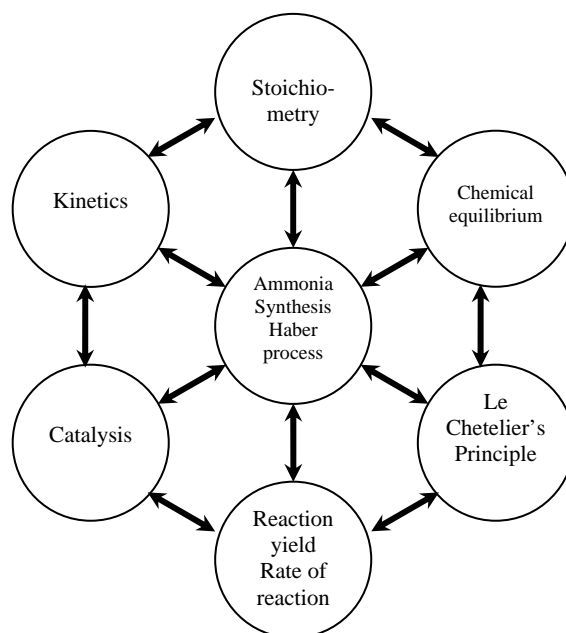 Stoichio-
metry
Kinetics
Chemical
equilibrium
Ammonia
Synthesis
Haber
process
Catalysis
Le
Chetelier's
Principle
Reaction
yield
Rate of
reaction